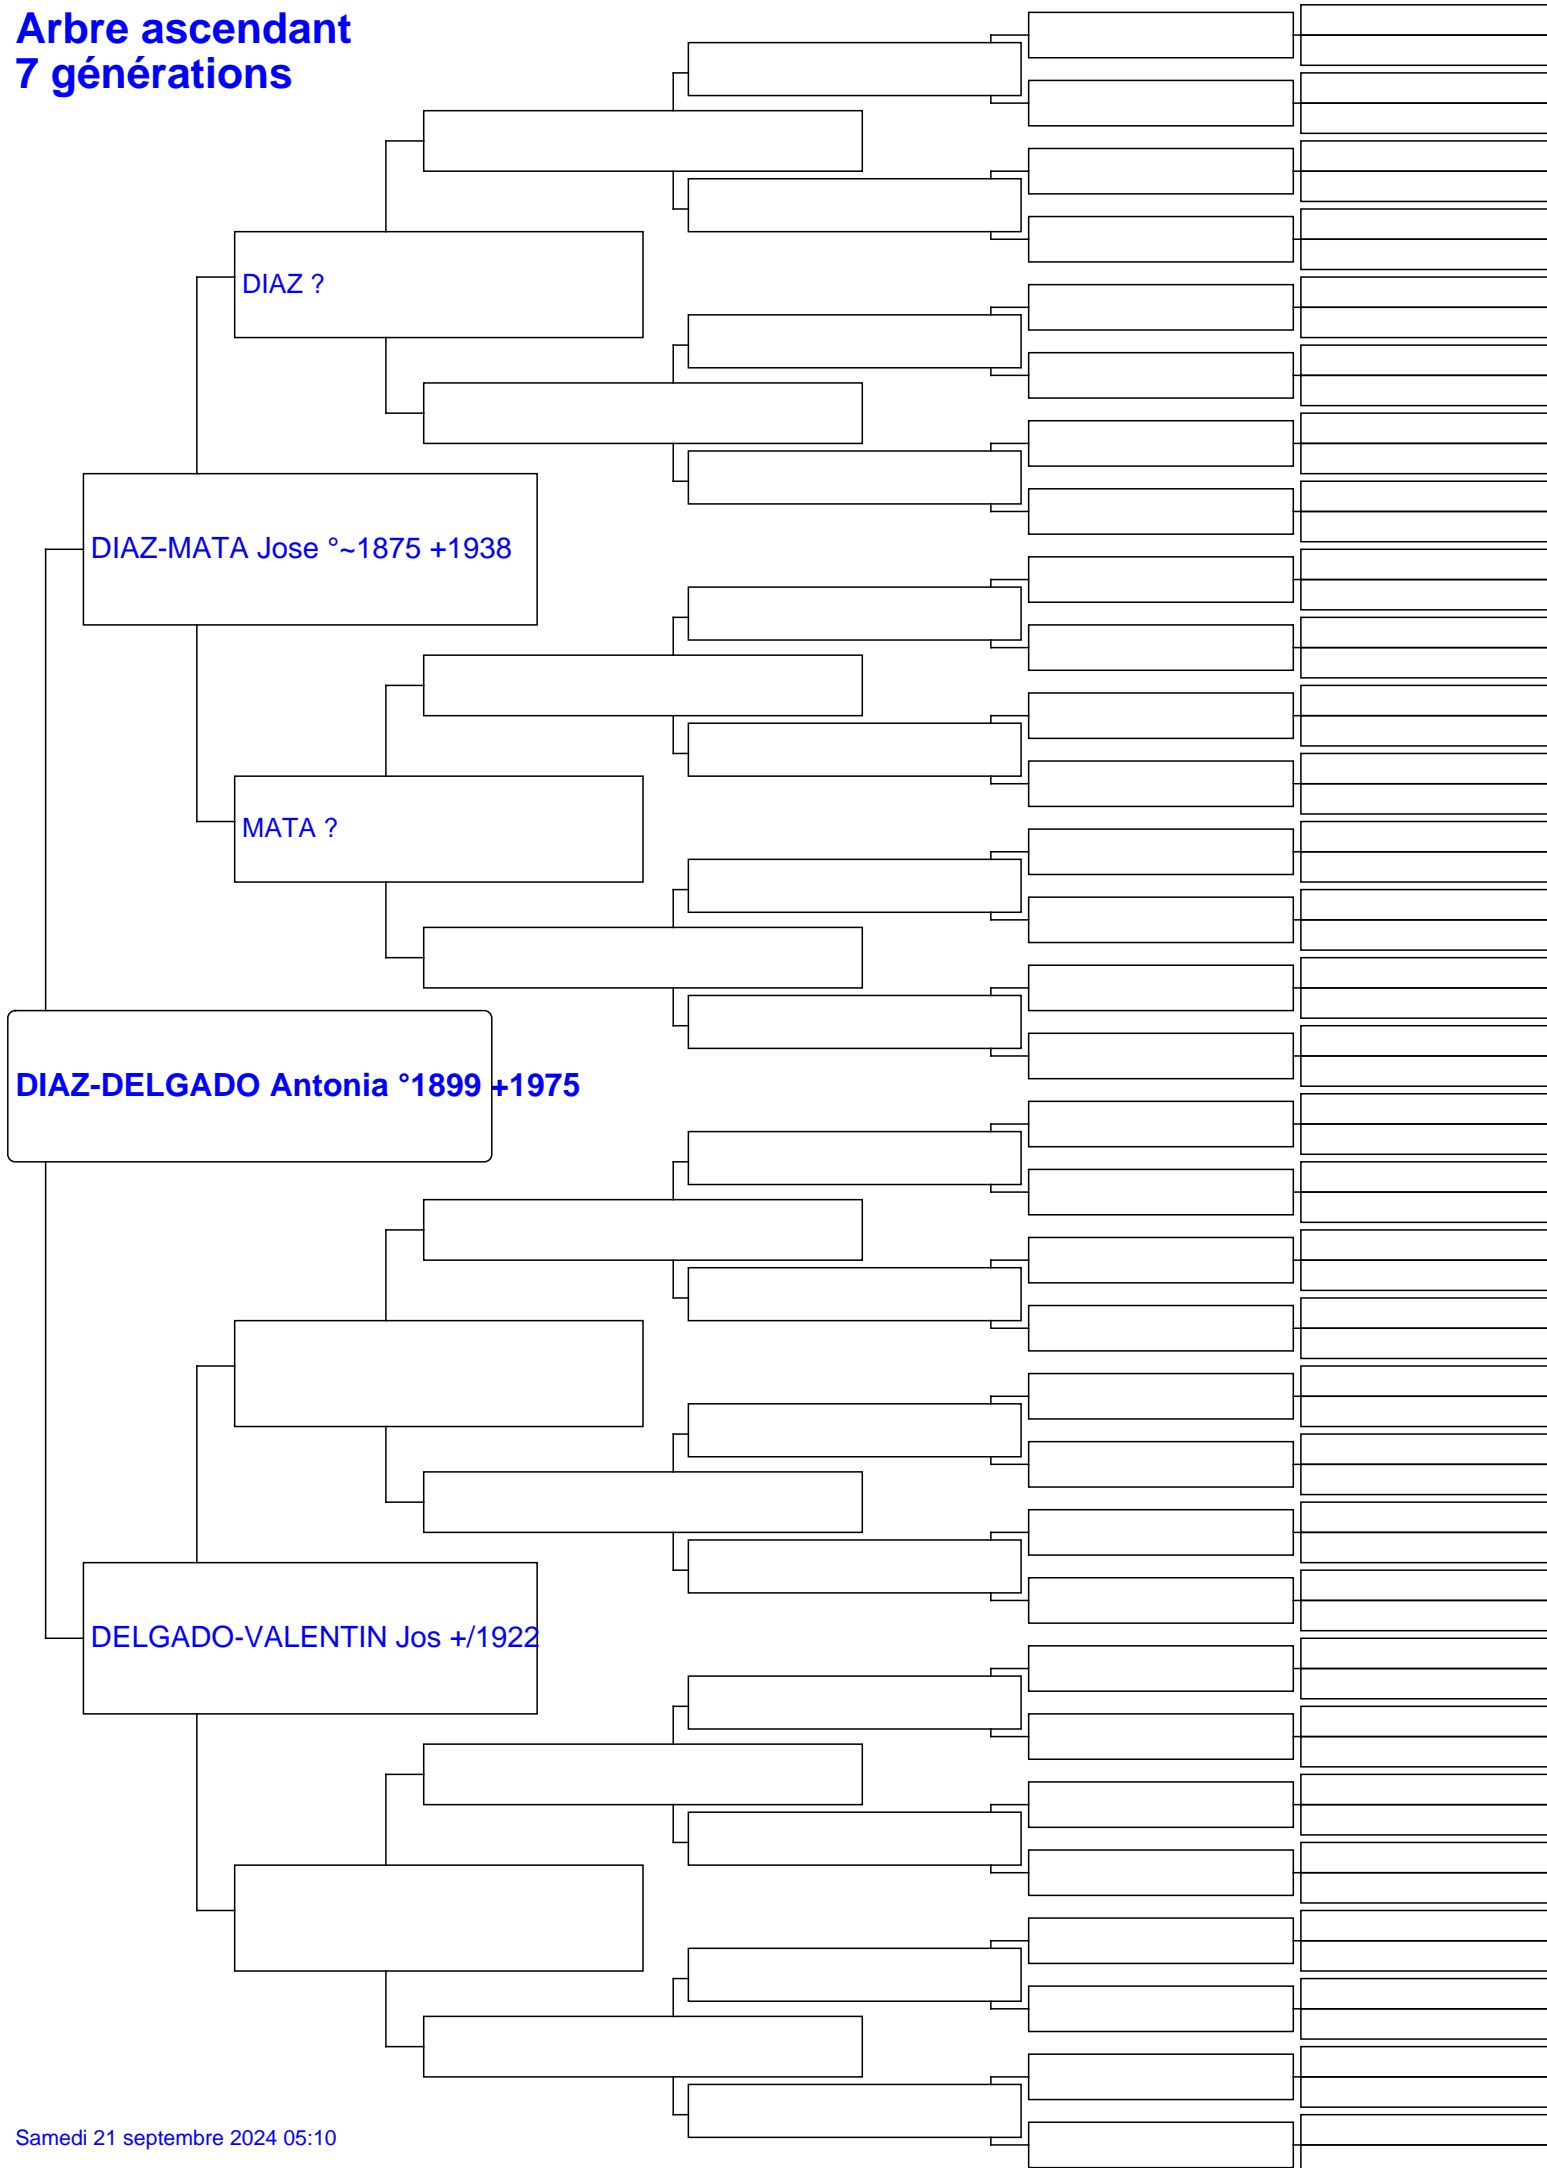 Arbre ascendant
7 générations
DIAZ ?
DIAZ-MATA Jose °~1875 +1938
MATA ?
DIAZ-DELGADO Antonia °1899 +1975
DELGADO-VALENTIN Jos +/1922
Samedi 21 septembre 2024 05:10